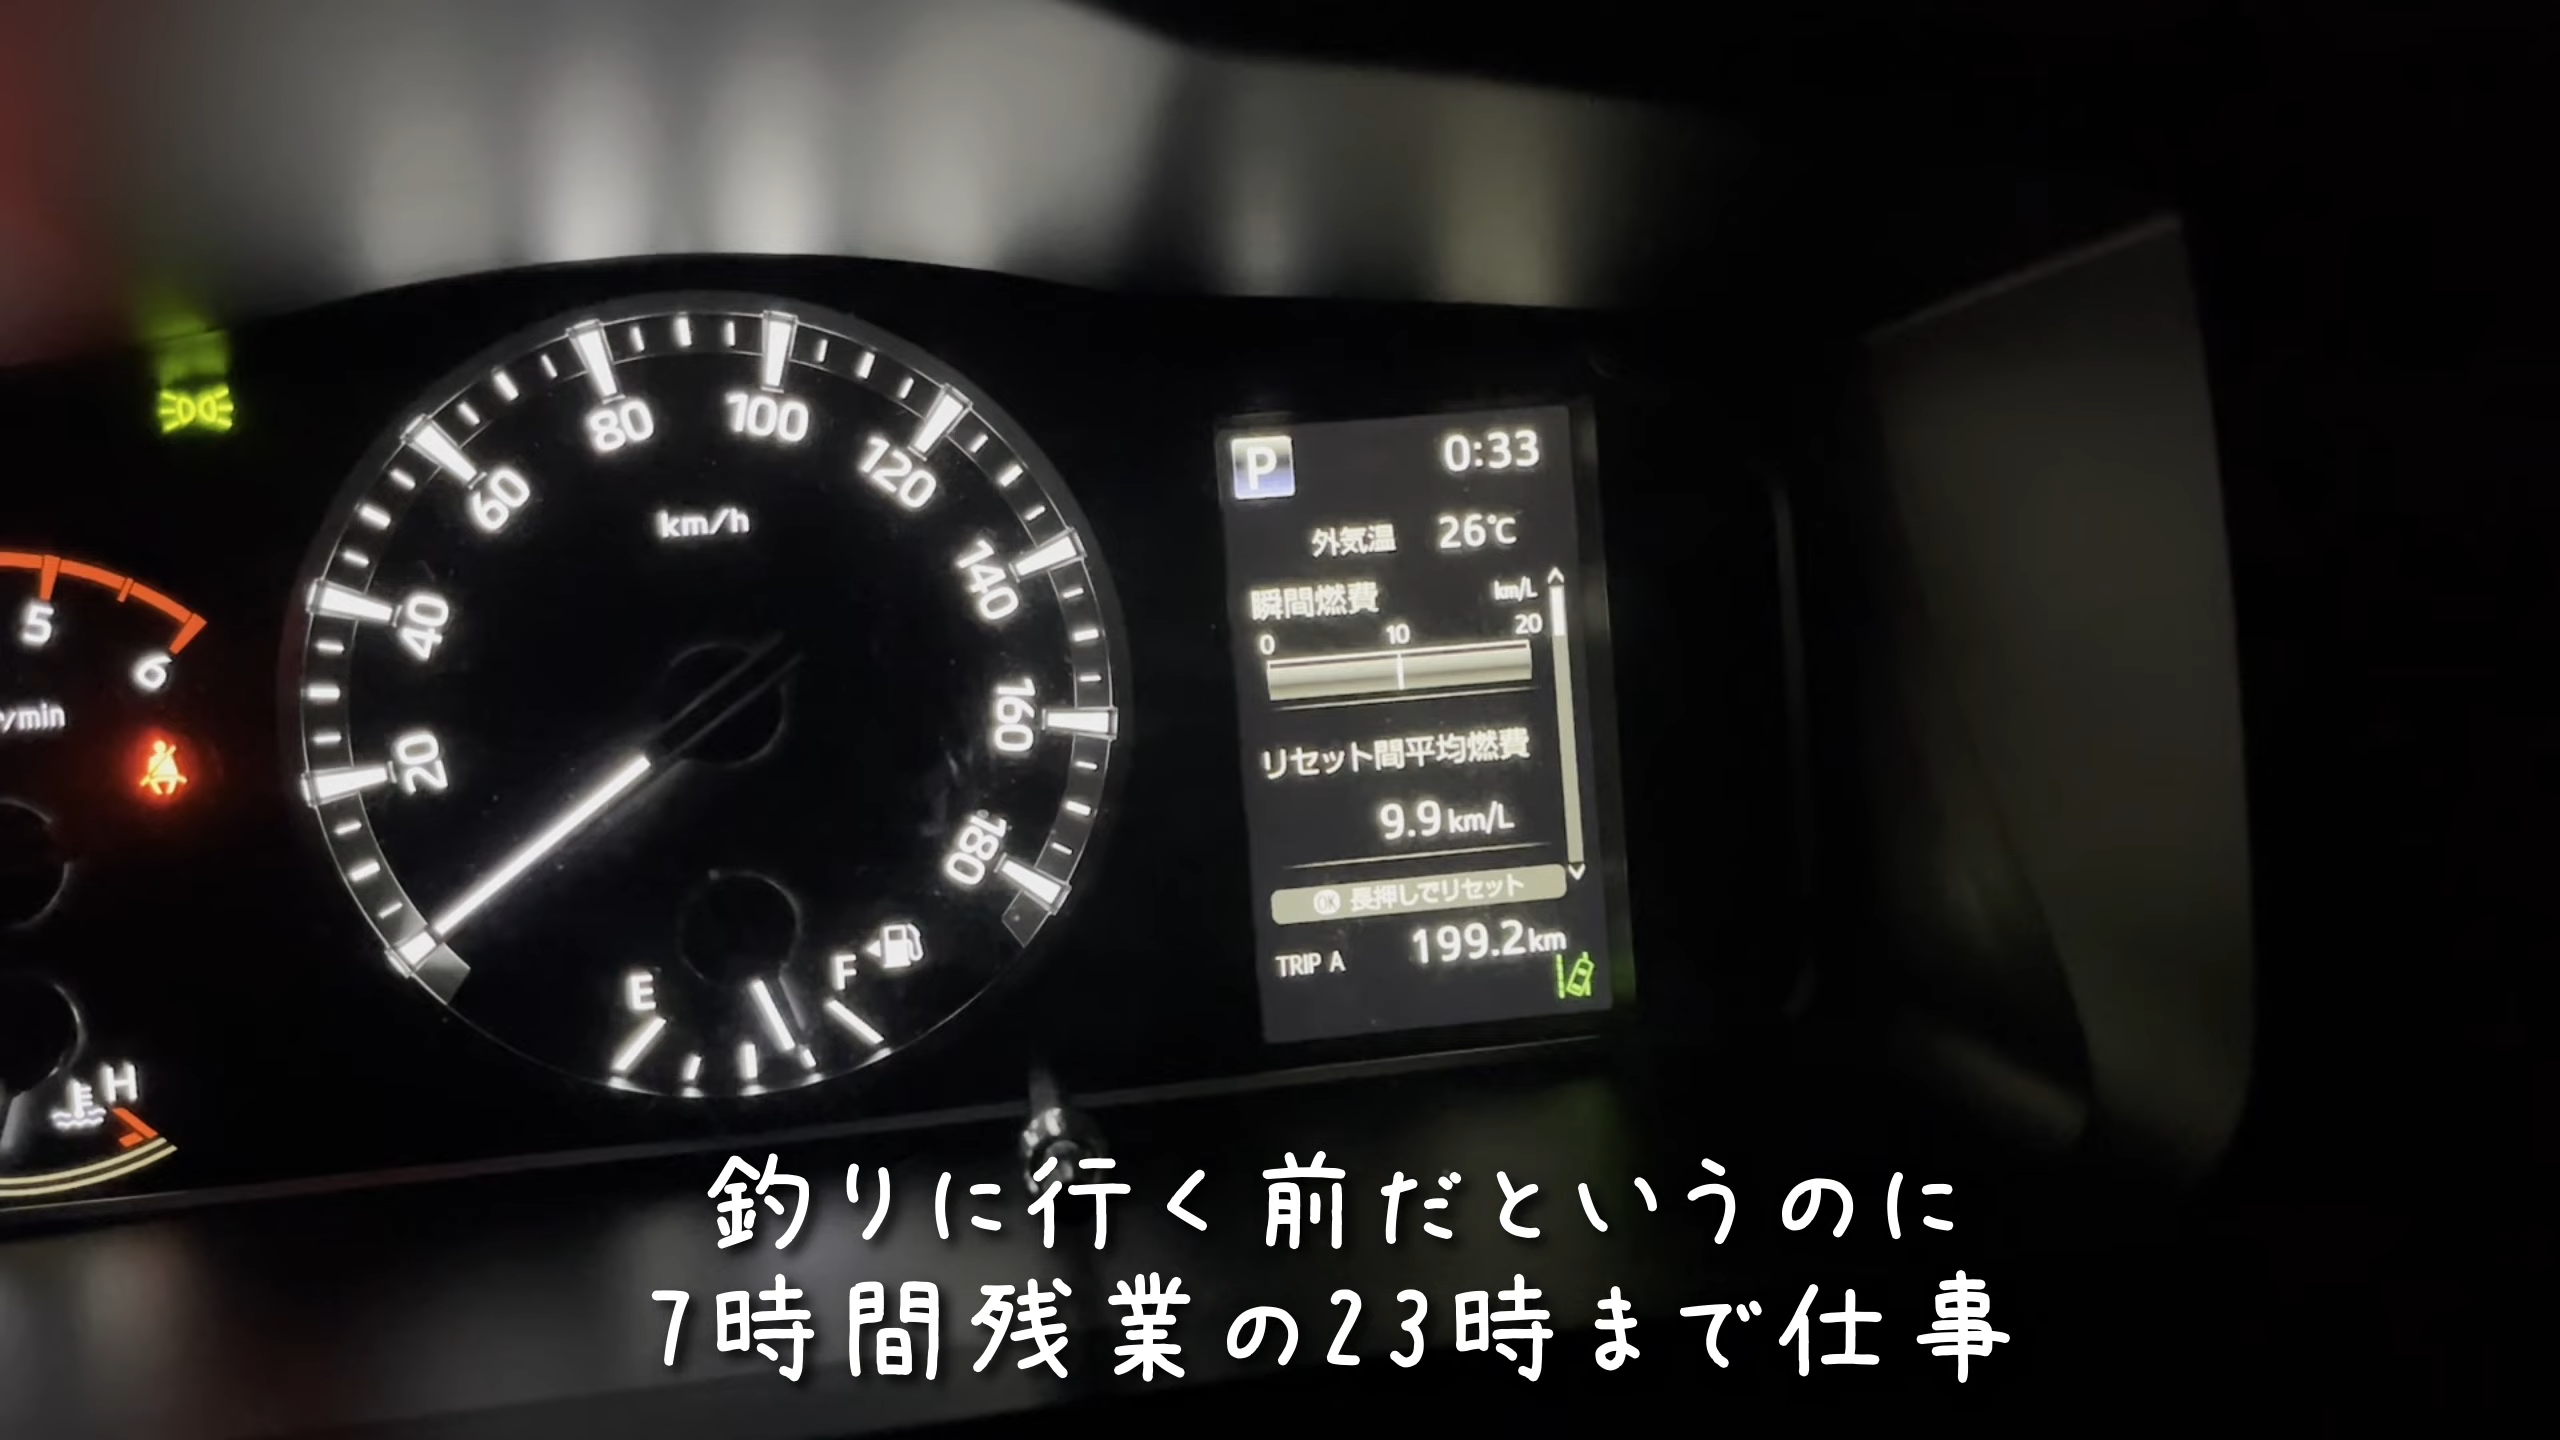 80
100
60
120
km/h
40
140
20
160
180
5
6
r/min
E
F
H
P
0:33
外気温 26℃
瞬間燃費 km/L
0 10 20
リセット間平均燃費
9.9 km/L
OK 長押しでリセット
TRIP A 199.2 km
釣りに行く前だというのに
7時間残業の23時まで仕事